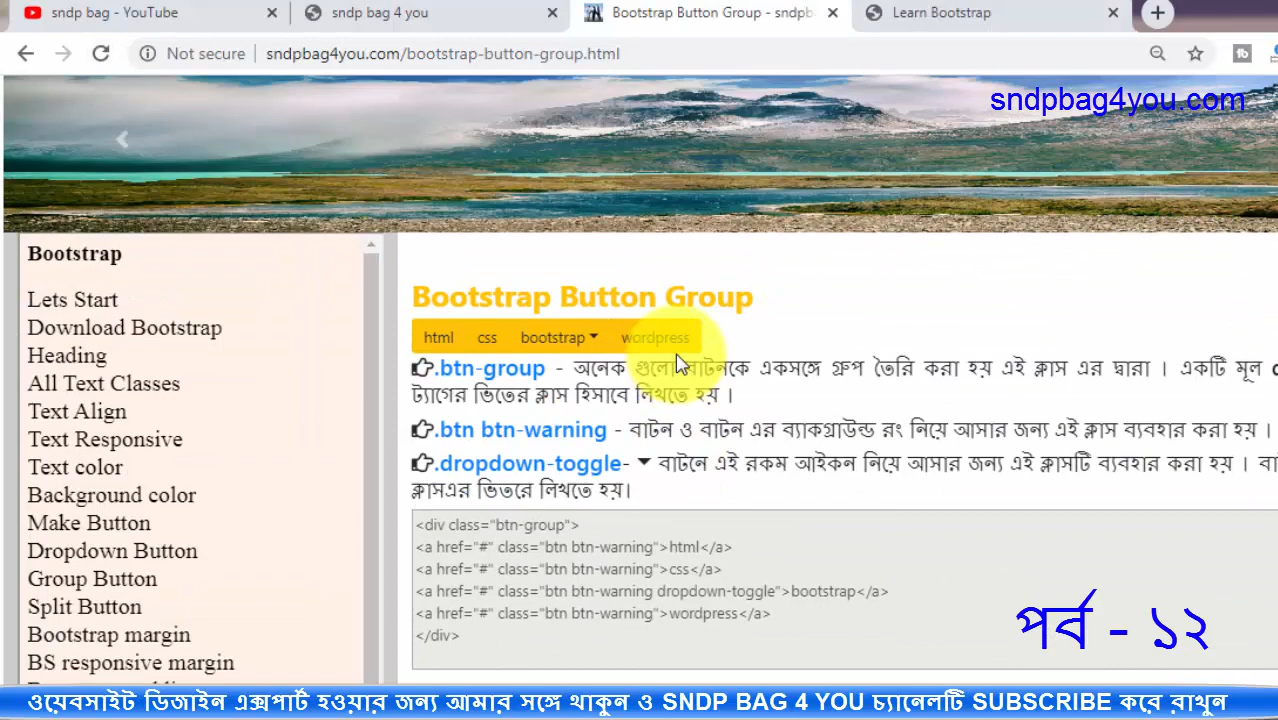 sndp bag - YouTube
sndp bag 4 you
Bootstrap Button Group - sndpb
Learn Bootstrap
Not secure
sndpbag4you.com/bootstrap-button-group.html
sndpbag4you.com
Bootstrap
Lets Start
Download Bootstrap
Heading
All Text Classes
Text Align
Text Responsive
Text color
Background color
Make Button
Dropdown Button
Group Button
Split Button
Bootstrap margin
BS responsive margin
Bootstrap Button Group
html css bootstrap wordpress
.btn-group - অনেক গুলো বাটনকে একসঙ্গে গ্রুপ তৈরি করা হয় এই ক্লাস এর দ্বারা । একটি মূল
ট্যাগের ভিতের ক্লাস হিসাবে লিখতে হয় ।
.btn btn-warning - বাটন ও বাটন এর ব্যাকগ্রাউন্ড রং নিয়ে আসার জন্য এই ক্লাস ব্যবহার করা হয় ।
.dropdown-toggle- বাটনে এই রকম আইকন নিয়ে আসার জন্য এই ক্লাসটি ব্যবহার করা হয় ।
ক্লাসএর ভিতরে লিখতে হয়।
<div class="btn-group">
<a href="#" class="btn btn-warning">html</a>
<a href="#" class="btn btn-warning">css</a>
<a href="#" class="btn btn-warning dropdown-toggle">bootstrap</a>
<a href="#" class="btn btn-warning">wordpress</a>
</div>
পর্ব - ১২
ওয়েবসাইট ডিজাইন এক্সপার্ট হওয়ার জন্য আমার সঙ্গে থাকুন ও SNDP BAG 4 YOU চ্যানেলটি SUBSCRIBE করে রাখুন